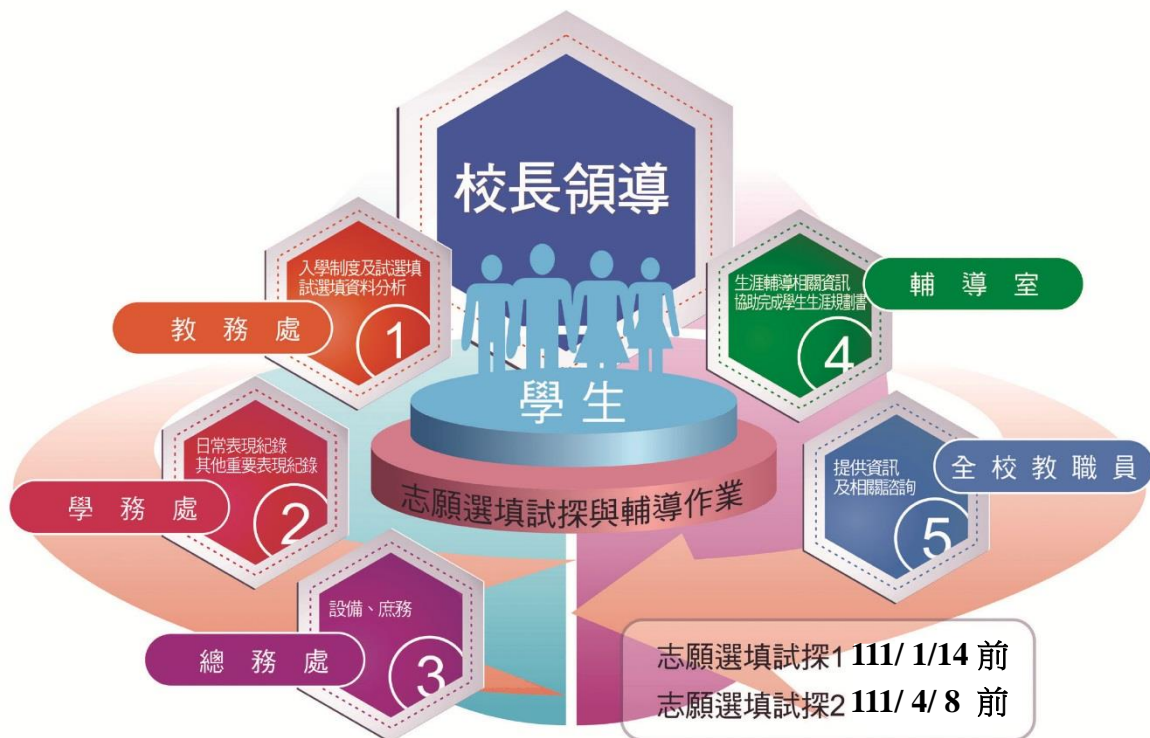 校長領導
入學制度及試選填
試選填資料分析
教務處
1
日常表現紀錄
其他重要表現紀錄
學務處
2
設備、庶務
總務處
3
生涯輔導相關資訊
協助完成學生生涯規劃書
輔導室
4
提供資訊
及相關諮詢
全校教職員
5
學生
志願選填試探與輔導作業
志願選填試探1 111/ 1/14 前
志願選填試探2 111/ 4/ 8 前